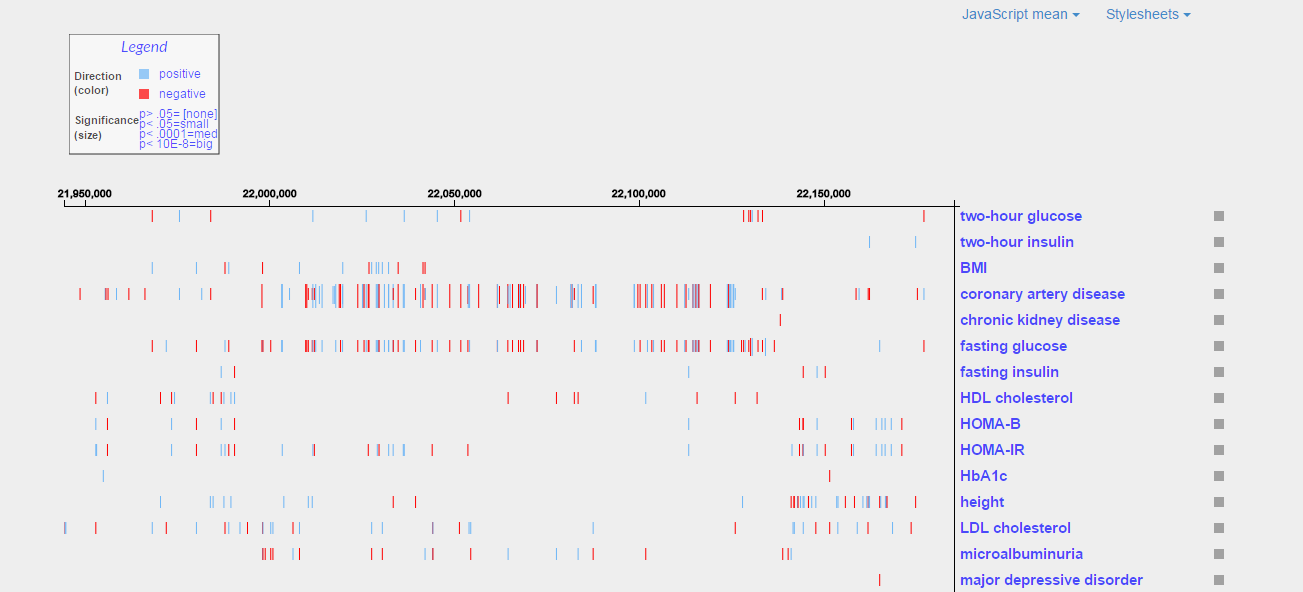 JavaScript mean Stylesheets
Legend
Direction
(color)
positive
negative
Significance
(size)
p> .05= [none]
p< .05=small
p< .0001=med
p< 10E-8=big
21,950,000 22,000,000 22,050,000 22,100,000 22,150,000
two-hour glucose
two-hour insulin
BMI
coronary artery disease
chronic kidney disease
fasting glucose
fasting insulin
HDL cholesterol
HOMA-B
HOMA-IR
HbA1c
height
LDL cholesterol
microalbuminuria
major depressive disorder